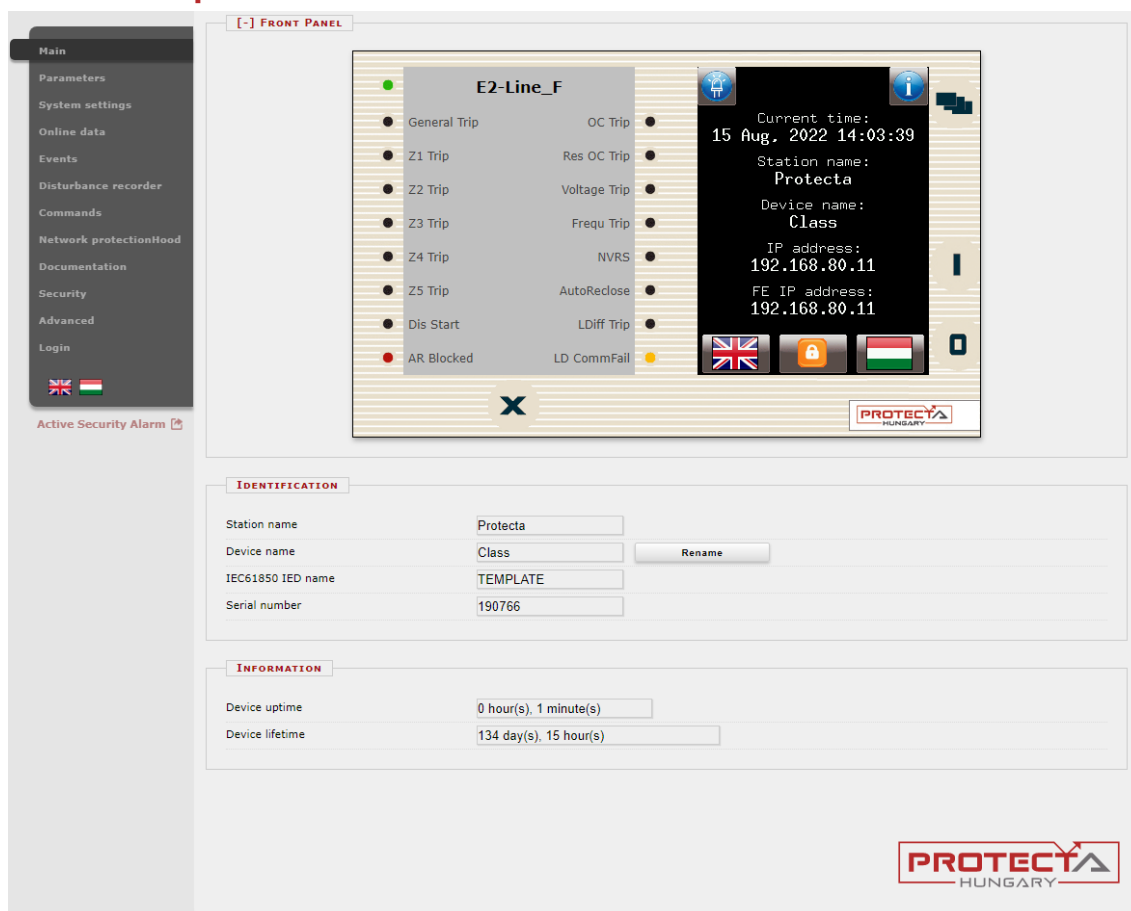 [-] Front Panel
Main
Parameters
System settings
Online data
Events
Disturbance recorder
Commands
Network protectionHood
Documentation
Security
Advanced
Login
Active Security Alarm
E2-Line_F
General Trip OC Trip
Z1 Trip Res OC Trip
Z2 Trip Voltage Trip
Z3 Trip Frequ Trip
Z4 Trip NVRS
Z5 Trip AutoReclose
Dis Start LDiff Trip
AR Blocked LD CommFail
X
i
Current time:
15 Aug, 2022 14:03:39
Station name:
Protecta
Device name:
Class
IP address:
192.168.80.11
FE IP address:
192.168.80.11
I
O
PROTECTA
HUNGARY
Identification
Station name Protecta
Device name Class Rename
IEC61850 IED name TEMPLATE
Serial number 190766
Information
Device uptime 0 hour(s), 1 minute(s)
Device lifetime 134 day(s), 15 hour(s)
PROTECTA
HUNGARY